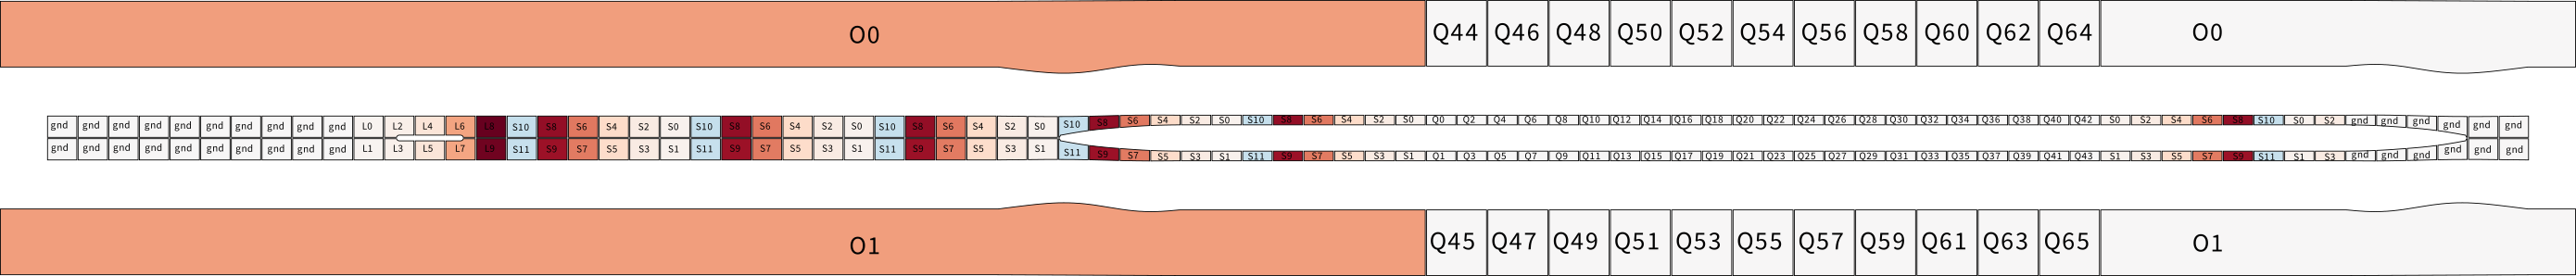 O0 Q44 Q46 Q48 Q50 Q52 Q54 Q56 Q58 Q60 Q62 Q64 O0
gnd gnd gnd gnd gnd gnd gnd gnd gnd gnd L0 L2 L4 L6 L8 S10 S8 S6 S4 S2 S0 S10 S8 S6 S4 S2 S0 S10 S8 S6 S4 S2 S0 S10 S8 S6 S4 S2 S0 S10 S8 S6 S4 S2 S0 Q0 Q2 Q4 Q6 Q8 Q10 Q12 Q14 Q16 Q18 Q20 Q22 Q24 Q26 Q28 Q30 Q32 Q34 Q36 Q38 Q40 Q42 S0 S2 S4 S6 S8 S10 S0 S2 gnd gnd gnd gnd gnd gnd
gnd gnd gnd gnd gnd gnd gnd gnd gnd gnd L1 L3 L5 L7 L9 S11 S9 S7 S5 S3 S1 S11 S9 S7 S5 S3 S1 S11 S9 S7 S5 S3 S1 S11 S9 S7 S5 S3 S1 S11 S9 S7 S5 S3 S1 Q1 Q3 Q5 Q7 Q9 Q11 Q13 Q15 Q17 Q19 Q21 Q23 Q25 Q27 Q29 Q31 Q33 Q35 Q37 Q39 Q41 Q43 S1 S3 S5 S7 S9 S11 S1 S3 gnd gnd gnd gnd gnd gnd
O1 Q45 Q47 Q49 Q51 Q53 Q55 Q57 Q59 Q61 Q63 Q65 O1